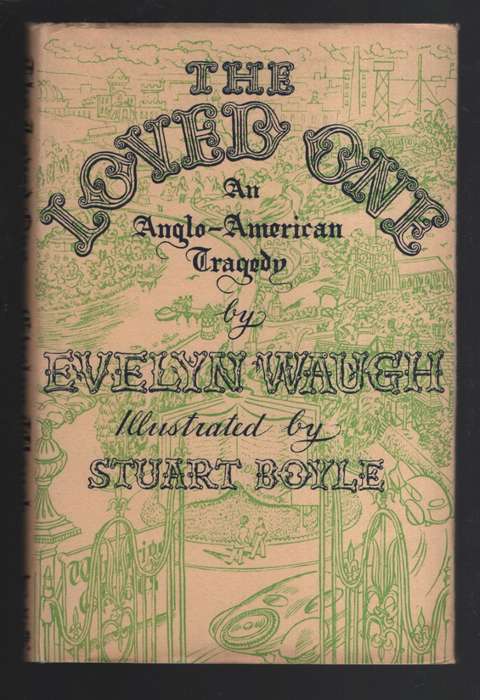 THE
LOVED ONE
An
Anglo-American
Tragedy
by
EVELYN WAUGH
Illustrated by
STUART BOYLE